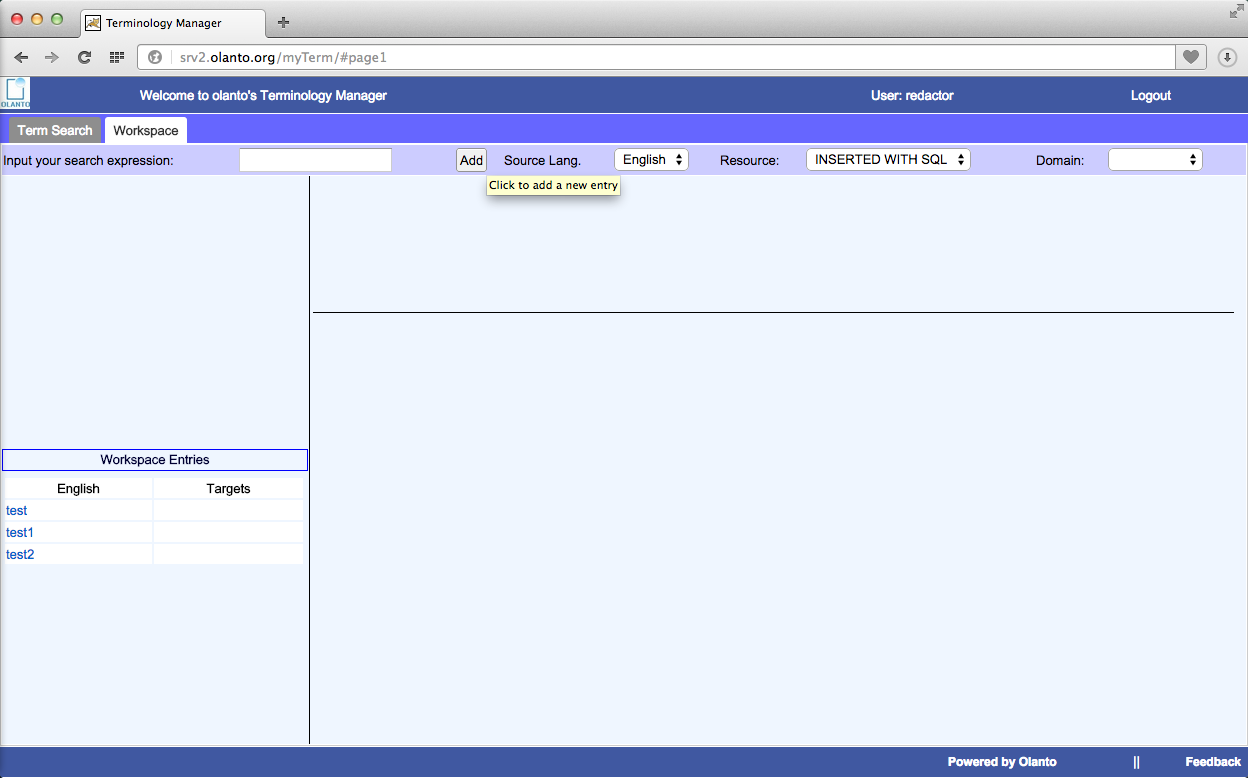 Terminology Manager
srv2.olanto.org/myTerm/#page1
OLANTO
Welcome to olanto's Terminology Manager User: redactor Logout
Term Search Workspace
Input your search expression: Add Source Lang. English Resource: INSERTED WITH SQL Domain:
Click to add a new entry
Workspace Entries
English Targets
test
test1
test2
Powered by Olanto || Feedback